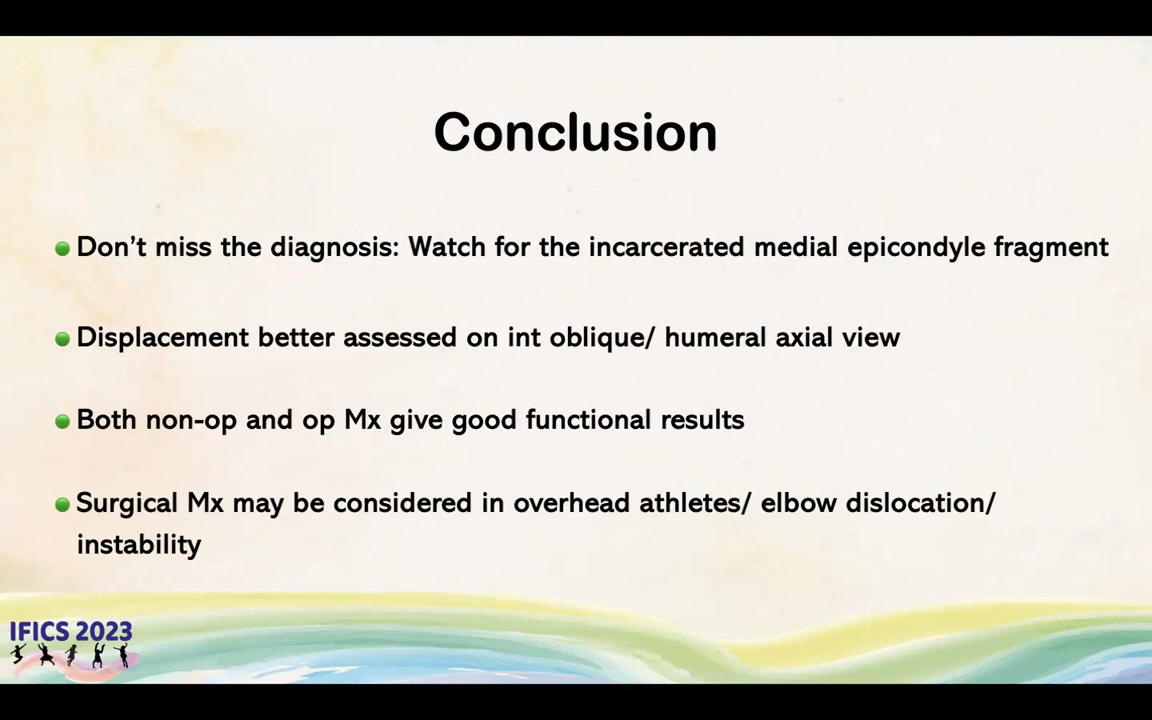 Conclusion
Don't miss the diagnosis: Watch for the incarcerated medial epicondyle fragment
Displacement better assessed on int oblique/ humeral axial view
Both non-op and op Mx give good functional results
Surgical Mx may be considered in overhead athletes/ elbow dislocation/
instability
IFICS 2023